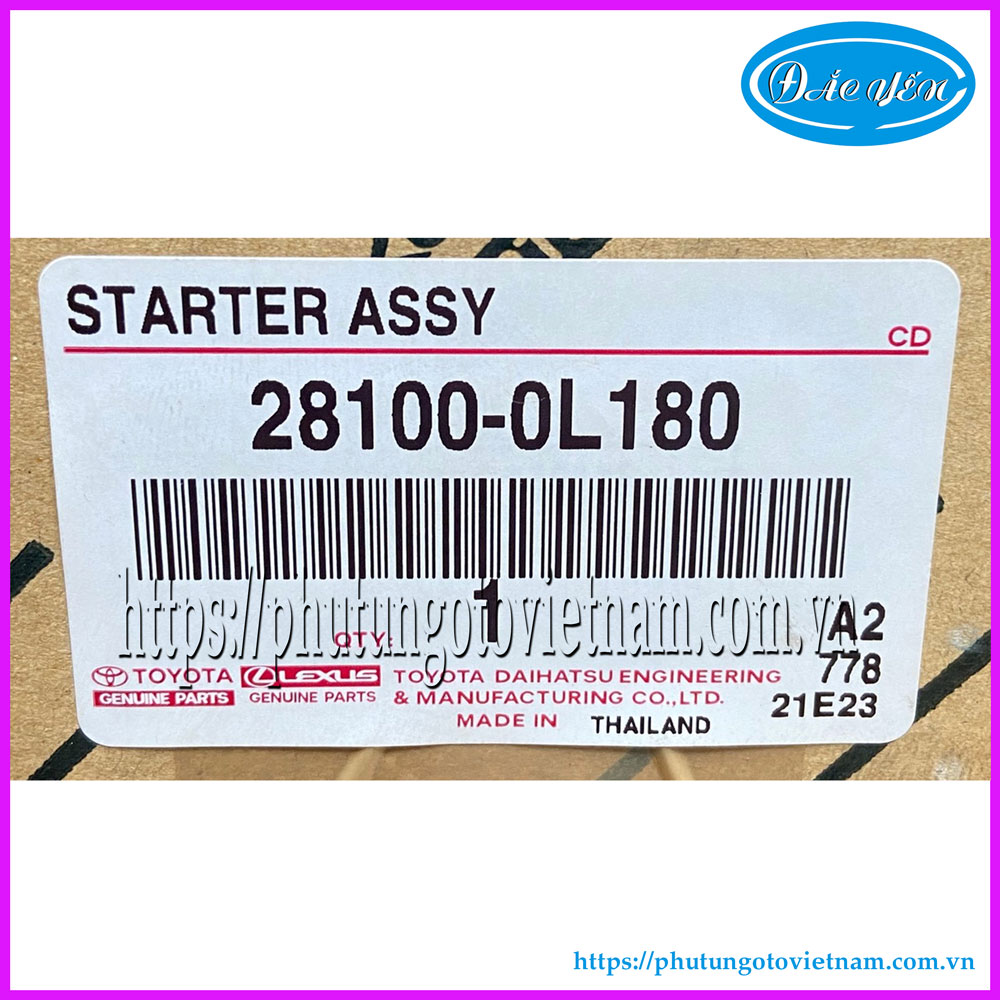 ĐẮC YẾN
STARTER ASSY
CD
28100-0L180
https://phutungotovietnam.com.vn
QTY: 1
A2
TOYOTA LEXUS TOYOTA DAIHATSU ENGINEERING 778
GENUINE PARTS GENUINE PARTS & MANUFACTURING CO., LTD. 21E23
MADE IN THAILAND
https://phutungotovietnam.com.vn